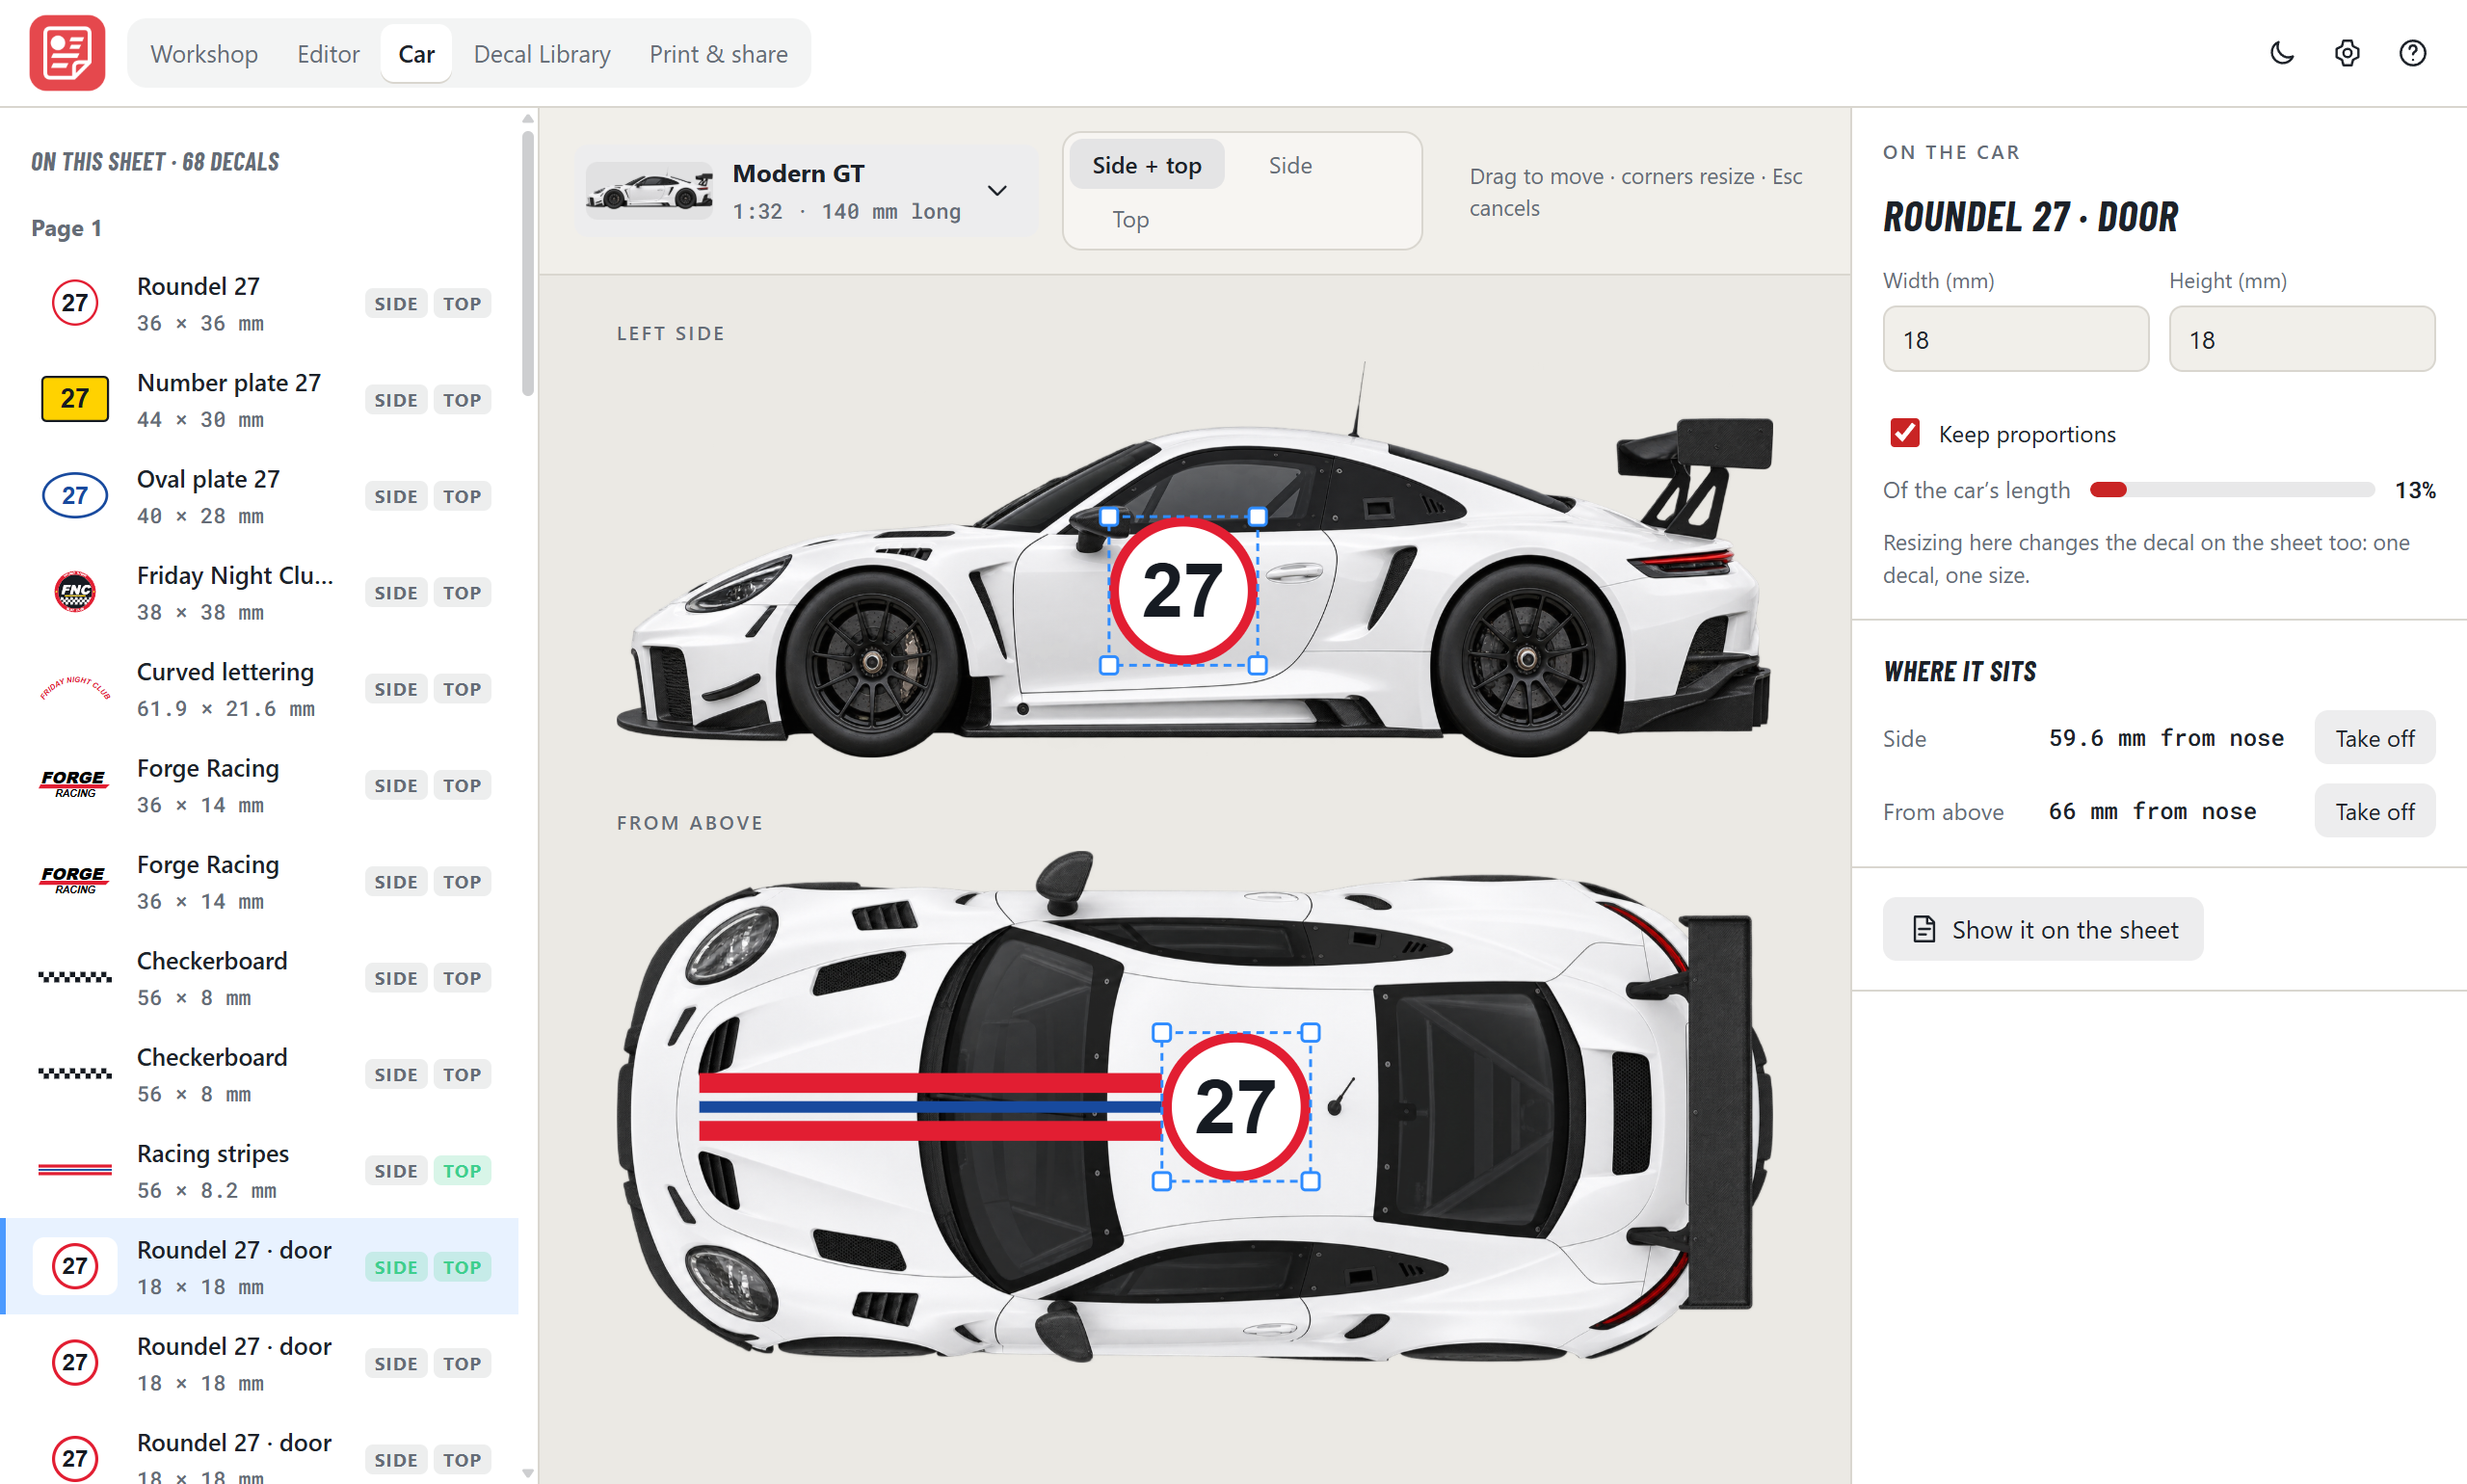 Workshop
Editor
Car
Decal Library
Print & share
ON THIS SHEET · 68 DECALS
Page 1
27
Roundel 27
36 × 36 mm
SIDE
TOP
27
Number plate 27
44 × 30 mm
SIDE
TOP
27
Oval plate 27
40 × 28 mm
SIDE
TOP
FNC
Friday Night Clu...
38 × 38 mm
SIDE
TOP
FRIDAY NIGHT CLUB
Curved lettering
61.9 × 21.6 mm
SIDE
TOP
FORGE
RACING
Forge Racing
36 × 14 mm
SIDE
TOP
FORGE
RACING
Forge Racing
36 × 14 mm
SIDE
TOP
Checkerboard
56 × 8 mm
SIDE
TOP
Checkerboard
56 × 8 mm
SIDE
TOP
Racing stripes
56 × 8.2 mm
SIDE
TOP
27
Roundel 27 · door
18 × 18 mm
SIDE
TOP
27
Roundel 27 · door
18 × 18 mm
SIDE
TOP
27
Roundel 27 · door
18 × 18 mm
SIDE
TOP
Modern GT
1:32 · 140 mm long
Side + top
Side
Top
Drag to move · corners resize · Esc
cancels
LEFT SIDE
27
FROM ABOVE
27
ON THE CAR
ROUNDEL 27 · DOOR
Width (mm)
Height (mm)
18
18
Keep proportions
Of the car’s length
13%
Resizing here changes the decal on the sheet too: one
decal, one size.
WHERE IT SITS
Side
59.6 mm from nose
Take off
From above
66 mm from nose
Take off
Show it on the sheet